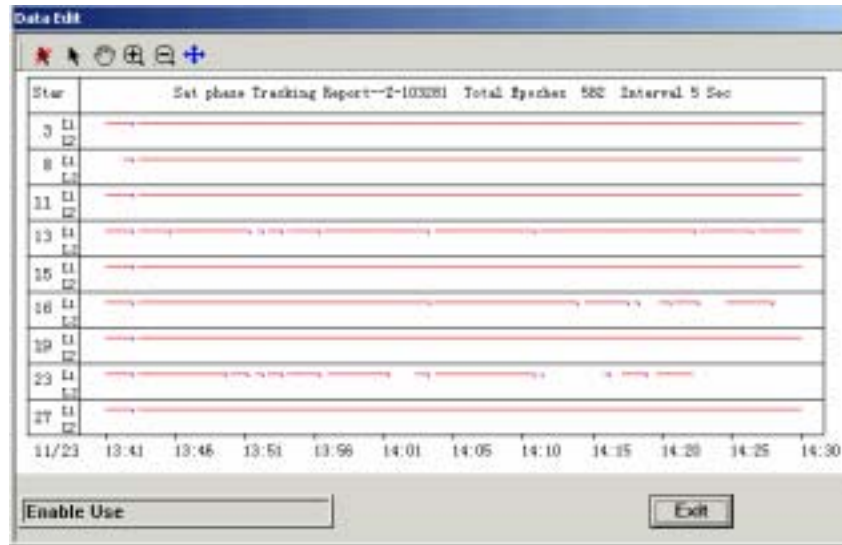 Data Edit
Star Sat phase Tracking Report--Z-103281 Total Epoches 582 Interval 5 Sec
3 L1
L2
8 L1
L2
11 L1
L2
13 L1
L2
15 L1
L2
16 L1
L2
19 L1
L2
23 L1
L2
27 L1
L2
11/23 13:41 13:46 13:51 13:56 14:01 14:05 14:10 14:15 14:20 14:25 14:30
Enable Use Exit